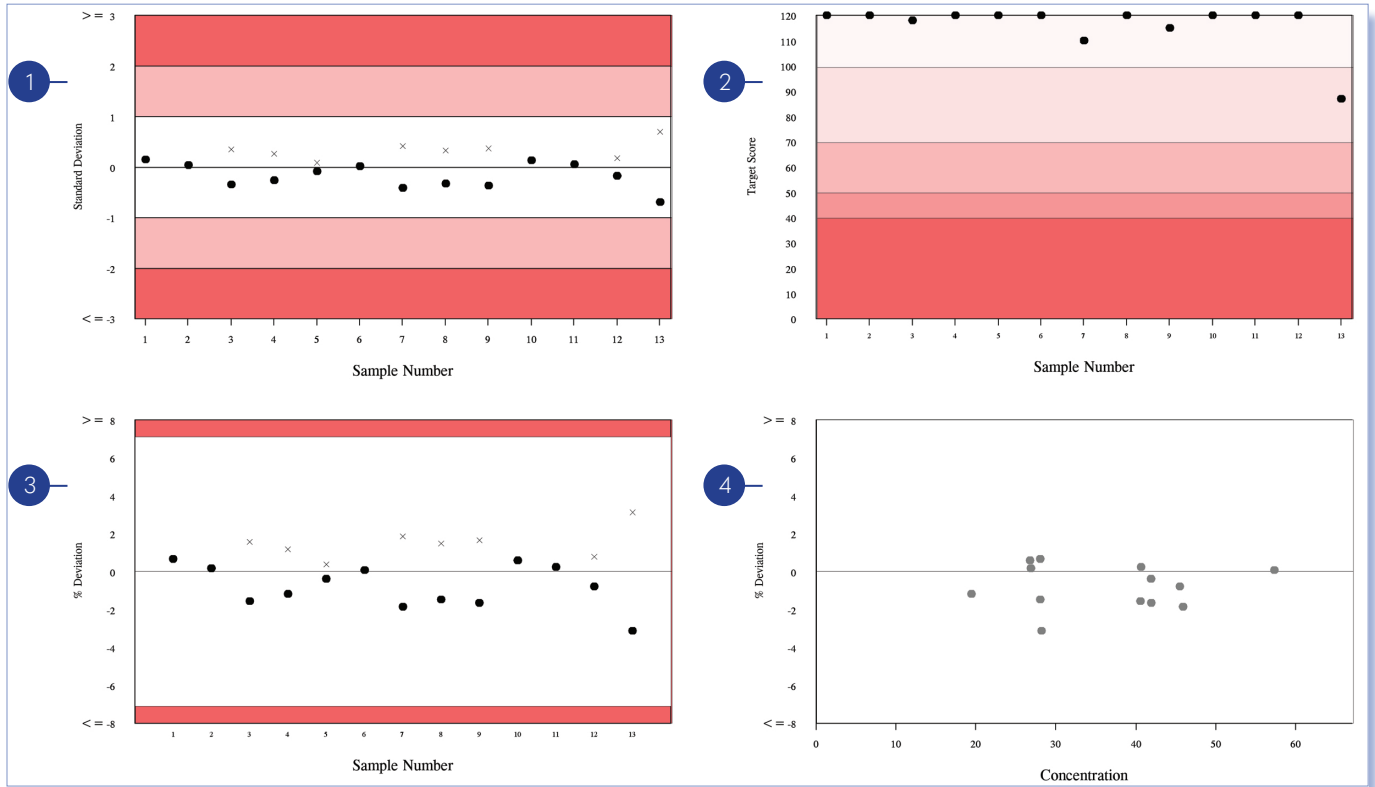 1
> = 3
2
1
0
-1
-2
< = -3
Standard Deviation
1 2 3 4 5 6 7 8 9 10 11 12 13
Sample Number
2
120
110
100
90
80
70
60
50
40
30
20
10
0
Target Score
1 2 3 4 5 6 7 8 9 10 11 12 13
Sample Number
3
> = 8
6
4
2
0
-2
-4
-6
< = -8
% Deviation
1 2 3 4 5 6 7 8 9 10 11 12 13
Sample Number
4
> = 8
6
4
2
0
-2
-4
-6
< = -8
% Deviation
0 10 20 30 40 50 60
Concentration